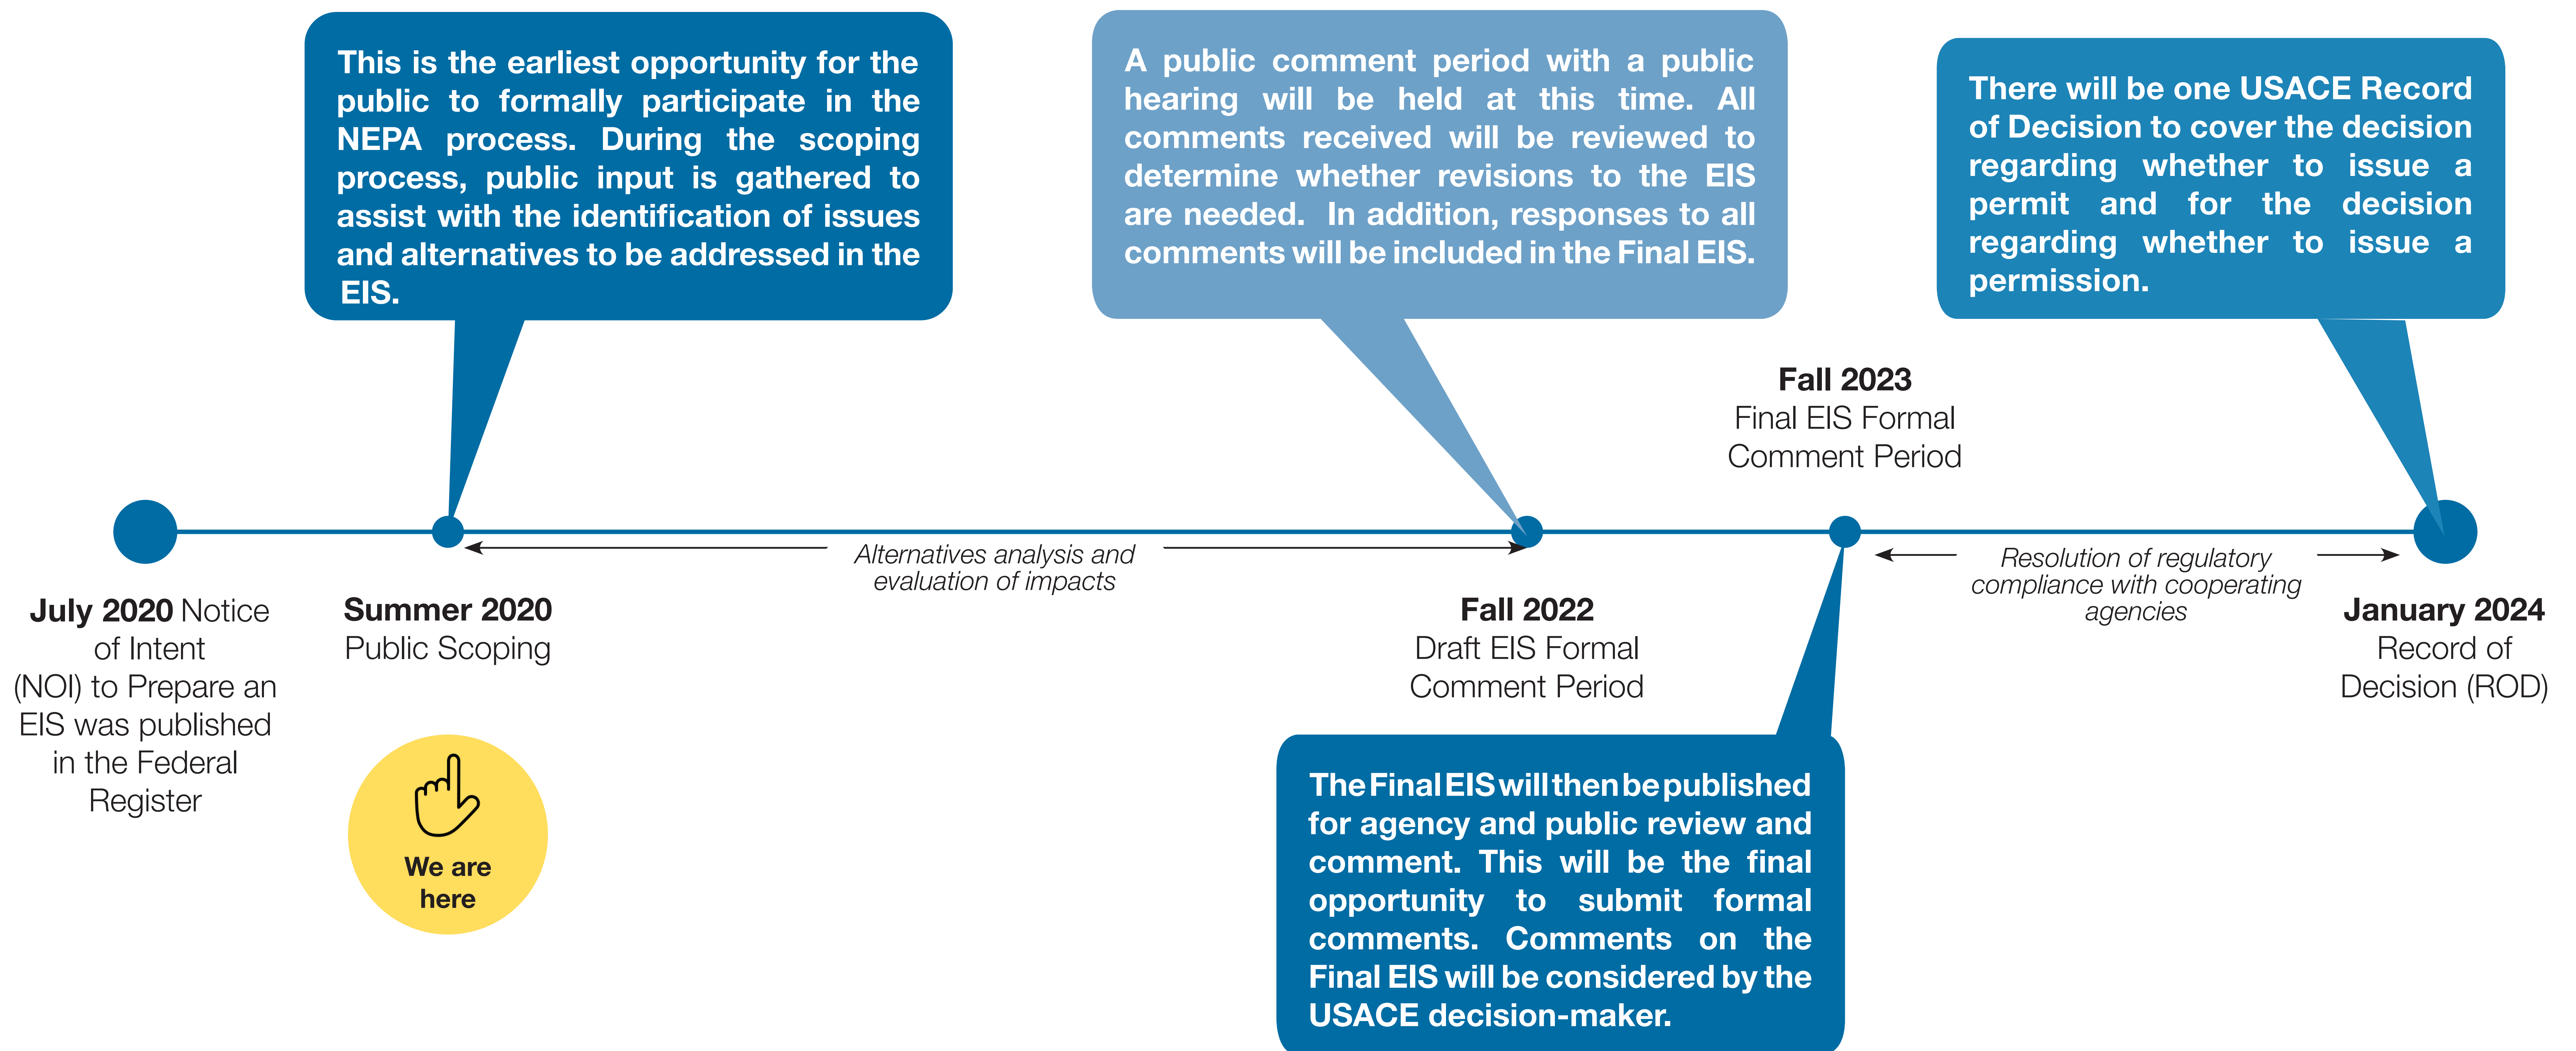 This is the earliest opportunity for the
public to formally participate in the
NEPA process. During the scoping
process, public input is gathered to
assist with the identification of issues
and alternatives to be addressed in the
EIS.
A public comment period with a public
hearing will be held at this time. All
comments received will be reviewed to
determine whether revisions to the EIS
are needed. In addition, responses to all
comments will be included in the Final EIS.
There will be one USACE Record
of Decision to cover the decision
regarding whether to issue a
permit and for the decision
regarding whether to issue a
permission.
Fall 2023
Final EIS Formal
Comment Period
Alternatives analysis and
evaluation of impacts
Resolution of regulatory
compliance with cooperating
agencies
July 2020 Notice
of Intent
(NOI) to Prepare an
EIS was published
in the Federal
Register
Summer 2020
Public Scoping
Fall 2022
Draft EIS Formal
Comment Period
January 2024
Record of
Decision (ROD)
We are
here
The Final EIS will then be published
for agency and public review and
comment. This will be the final
opportunity to submit formal
comments. Comments on the
Final EIS will be considered by the
USACE decision-maker.